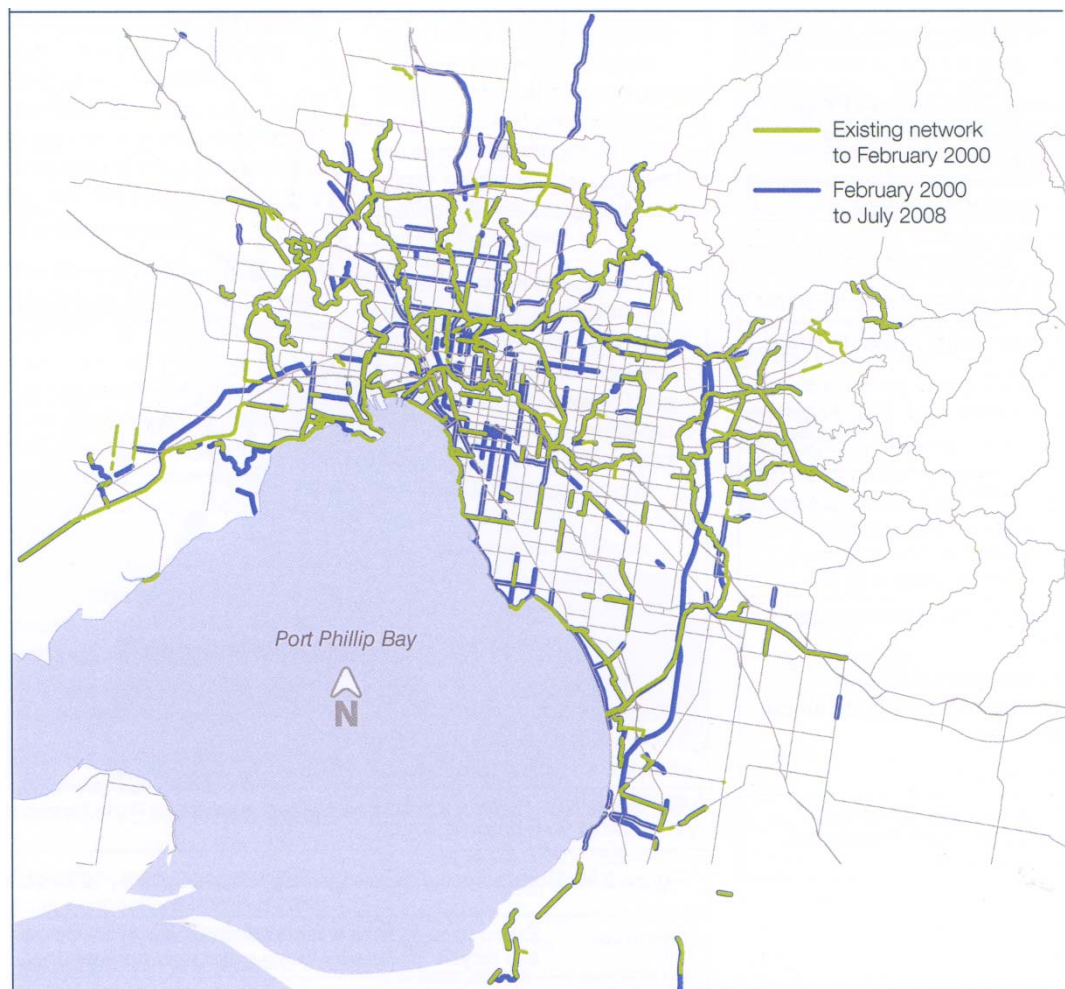 Existing network
to February 2000
February 2000
to July 2008
Port Phillip Bay
N